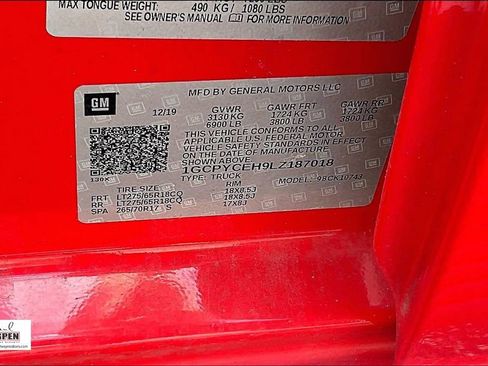 MAX TONGUE WEIGHT: 490 KG / 1080 LBS
SEE OWNER'S MANUAL FOR MORE INFORMATION
GM
MFD BY GENERAL MOTORS LLC
12/19 GVWR GAWR FRT GAWR RR
3130 KG 1724 KG 1724 KG
6900 LB 3800 LB 3800 LB
THIS VEHICLE CONFORMS TO ALL
APPLICABLE U.S. FEDERAL MOTOR
VEHICLE SAFETY STANDARDS IN EFFECT ON THE
DATE OF MANUFACTURE SHOWN ABOVE.
1GCPYCEH9LZ187018
TYPE: TRUCK MODEL: 98CK10743
TIRE SIZE RIM
FRT LT275/65R18CQ 18X8.5J
RR LT275/65R18CQ 18X8.5J
SPA 265/70R17 S 17X8J